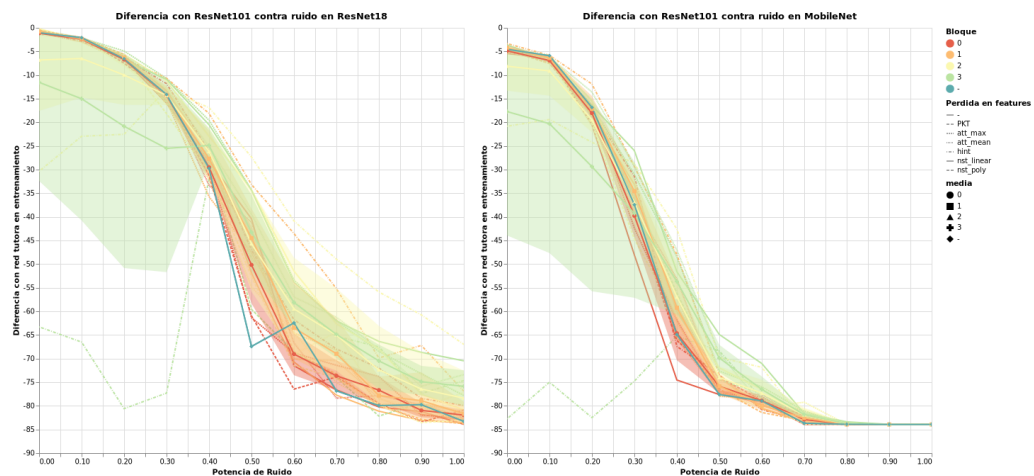 Diferencia con ResNet101 contra ruido en ResNet18
Diferencia con red tutora en entrenamiento
0
-5
-10
-15
-20
-25
-30
-35
-40
-45
-50
-55
-60
-65
-70
-75
-80
-85
-90
0.00 0.10 0.20 0.30 0.40 0.50 0.60 0.70 0.80 0.90 1.00
Potencia de Ruido
Diferencia con ResNet101 contra ruido en MobileNet
Diferencia con red tutora en entrenamiento
0
-5
-10
-15
-20
-25
-30
-35
-40
-45
-50
-55
-60
-65
-70
-75
-80
-85
-90
0.00 0.10 0.20 0.30 0.40 0.50 0.60 0.70 0.80 0.90 1.00
Potencia de Ruido
Bloque
0
1
2
3
-
Perdida en features
-
PKT
att_max
att_mean
hint
nst_linear
nst_poly
media
0
1
2
3
-